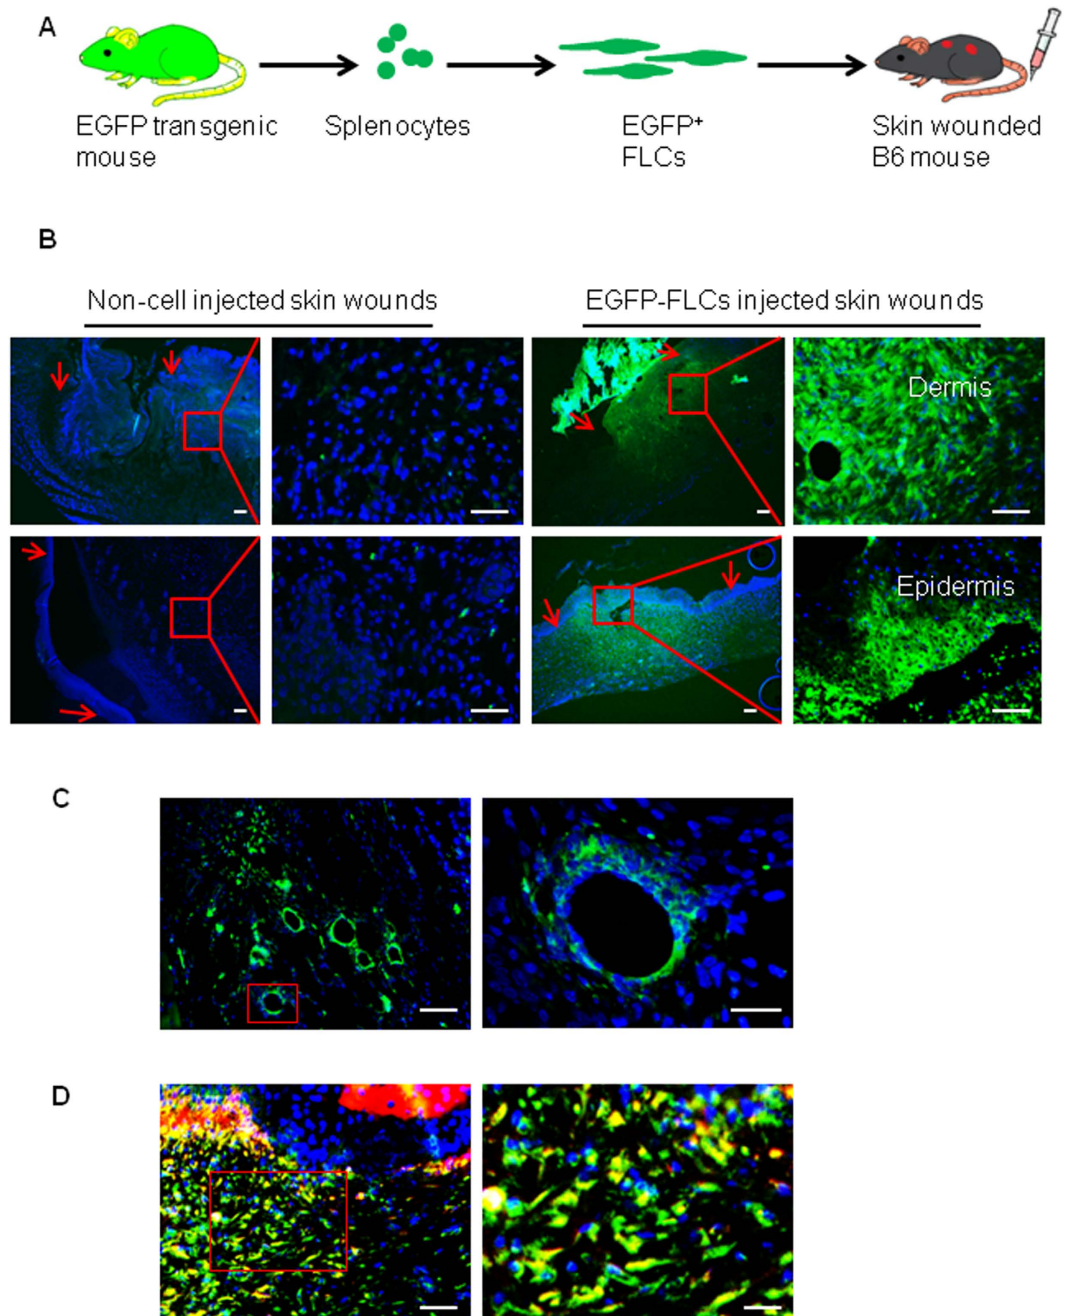 A
EGFP transgenic
mouse
Splenocytes
EGFP⁺
FLCs
Skin wounded
B6 mouse
B
Non-cell injected skin wounds
EGFP-FLCs injected skin wounds
Dermis
Epidermis
C
D